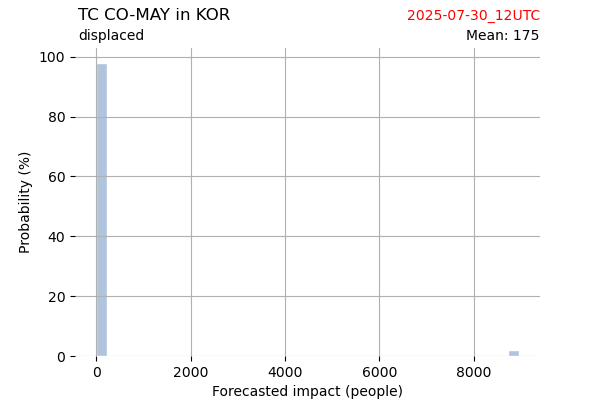 TC CO-MAY in KOR
2025-07-30_12UTC
displaced
Mean: 175
100
80
60
40
20
0
Probability (%)
0 2000 4000 6000 8000
Forecasted impact (people)